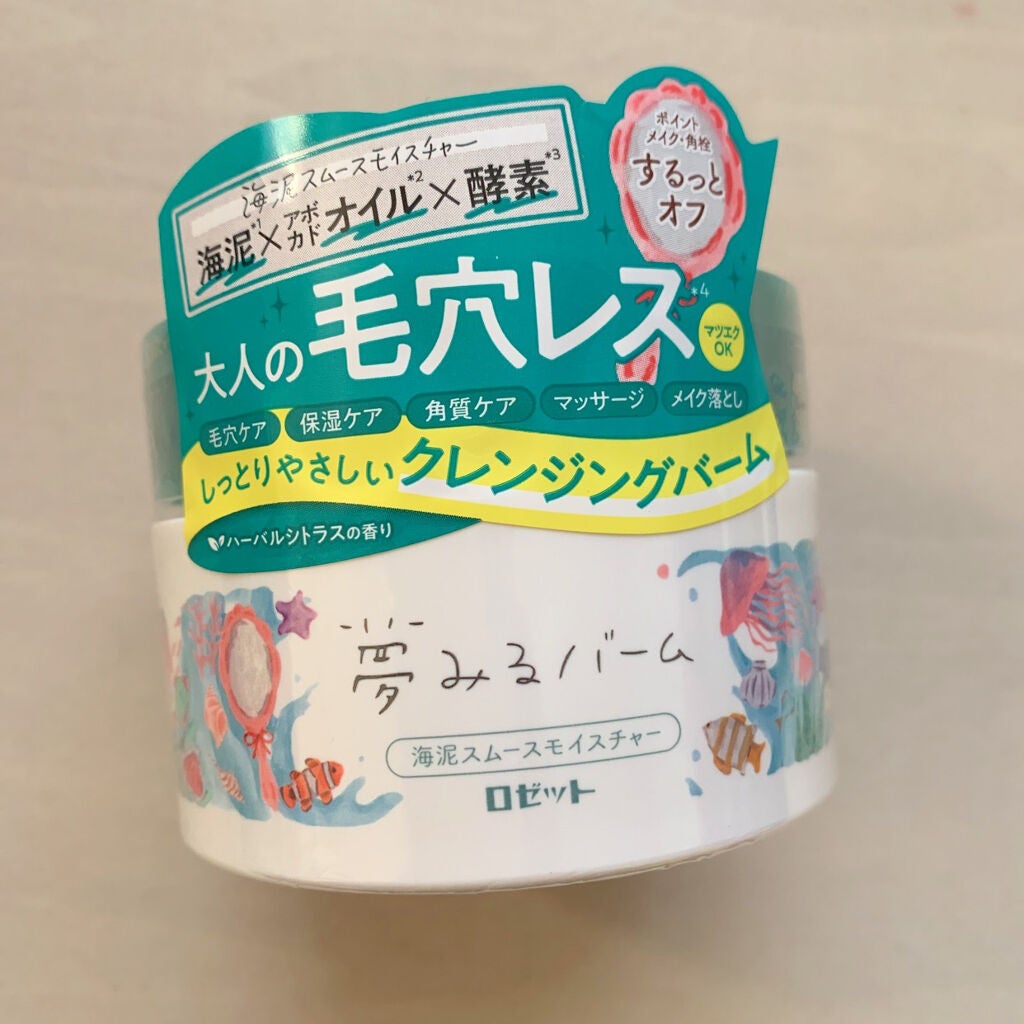 海泥スムースモイスチャー
海泥*1×アボカドオイル*2×酵素*3
ポイント
メイク・角栓
するっと
オフ
大人の毛穴レス*4
マツエク
OK
毛穴ケア 保湿ケア 角質ケア マッサージ メイク落とし
しっとりやさしいクレンジングバーム
ハーバルシトラスの香り
夢みるバーム
海泥スムースモイスチャー
ロゼット